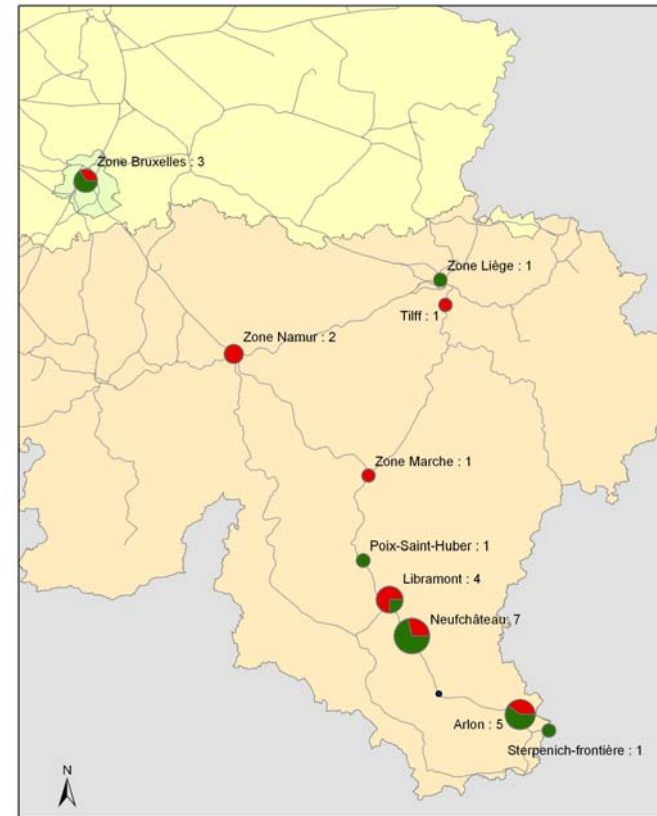 Zone Bruxelles : 3
Zone Liège : 1
Tilff : 1
Zone Namur : 2
Zone Marche : 1
Poix-Saint-Huber : 1
Libramont : 4
Neufchâteau: 7
Arlon : 5
Sterpenich-frontière : 1
N